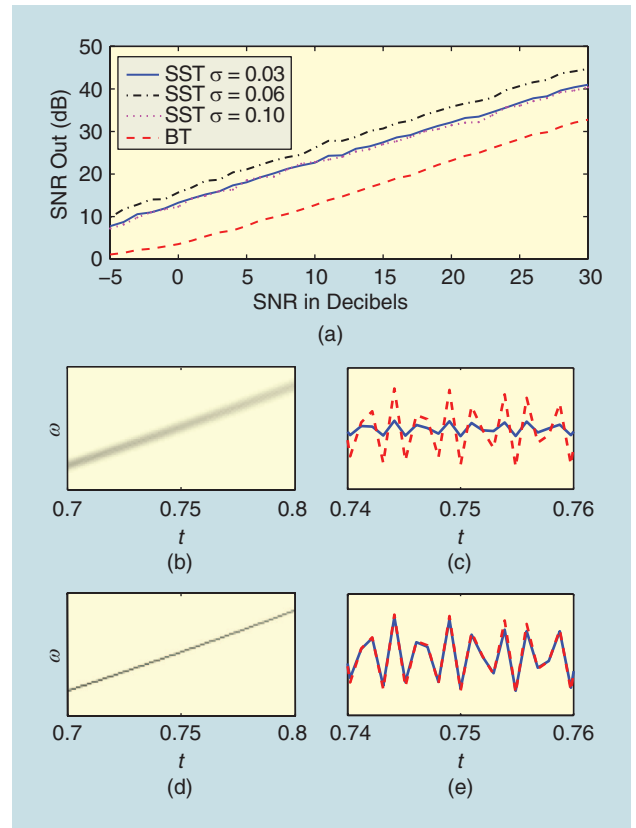 50
40
30
20
10
0
SNR Out (dB)
SST σ = 0.03
SST σ = 0.06
SST σ = 0.10
BT
−5 0 5 10 15 20 25 30
SNR in Decibels
(a)
ω
0.7 0.75 0.8
t
(b)
0.74 0.75 0.76
t
(c)
ω
0.7 0.75 0.8
t
(d)
0.74 0.75 0.76
t
(e)